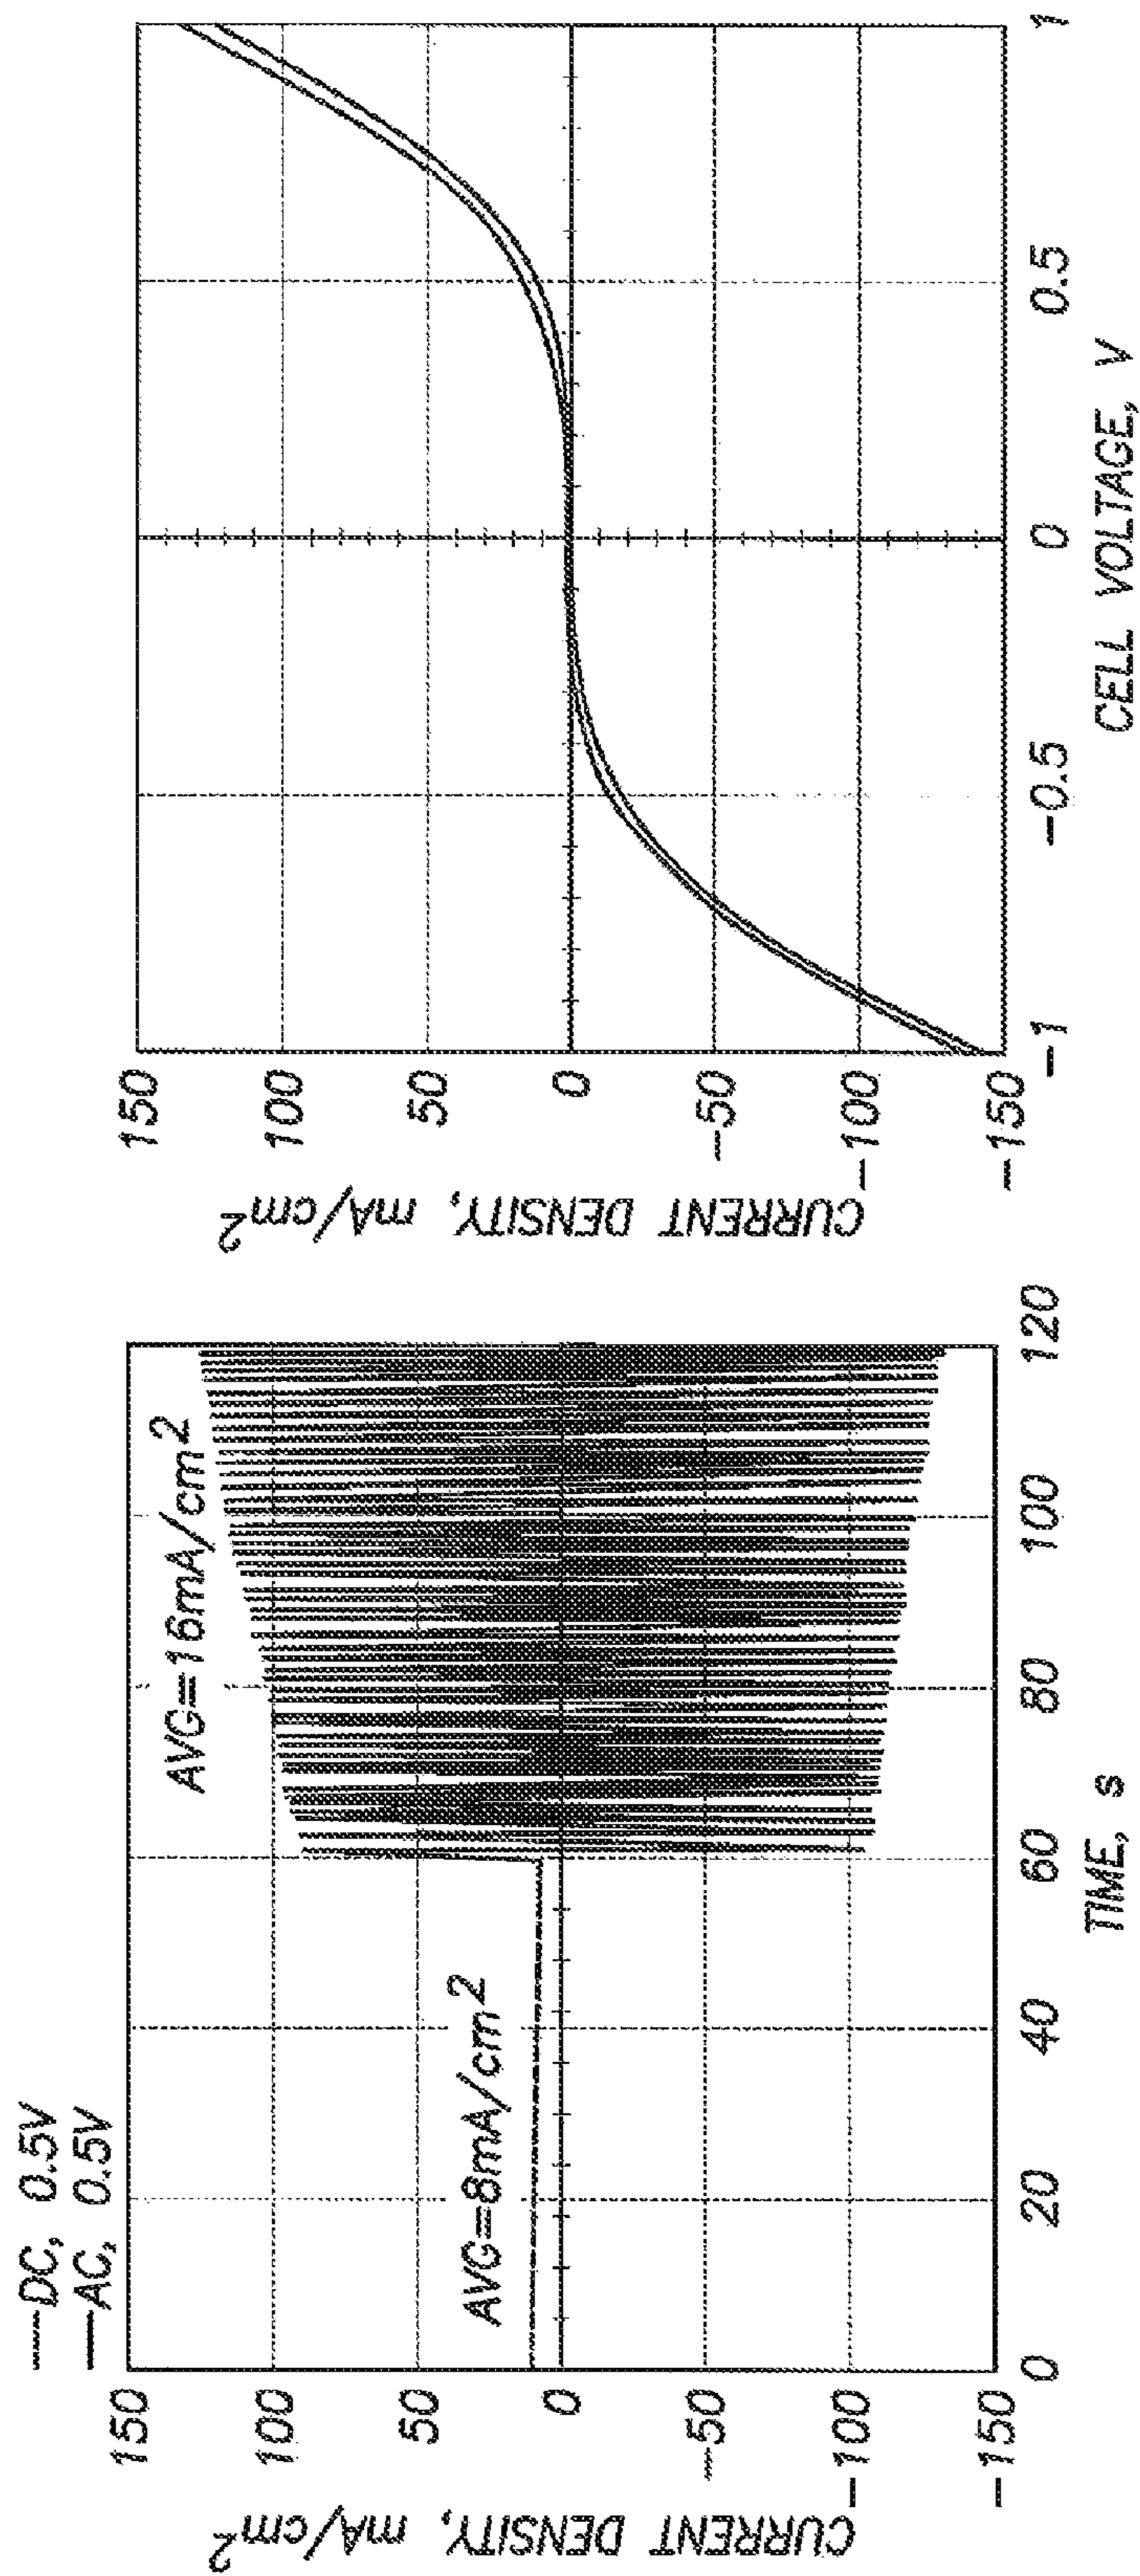 —DC, 0.5V
—AC, 0.5V
CURRENT DENSITY, mA/cm2
150
100
50
0
-50
-100
-150
AVG=8mA/cm2
AVG=16mA/cm2
0 20 40 60 80 100 120
TIME, s
CURRENT DENSITY, mA/cm2
150
100
50
0
-50
-100
-150
-1 -0.5 0 0.5 1
CELL VOLTAGE, V